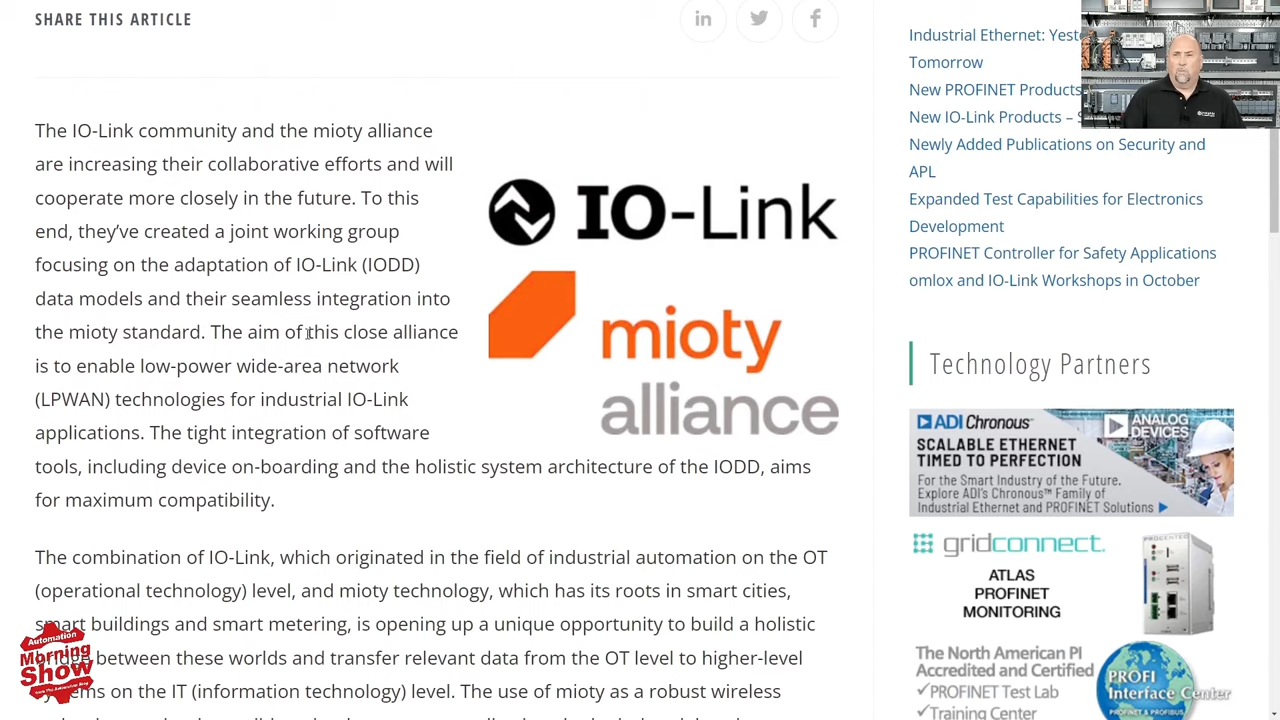 SHARE THIS ARTICLE
The IO-Link community and the mioty alliance
are increasing their collaborative efforts and will
cooperate more closely in the future. To this
end, they've created a joint working group
focusing on the adaptation of IO-Link (IODD)
data models and their seamless integration into
the mioty standard. The aim of this close alliance
is to enable low-power wide-area network
(LPWAN) technologies for industrial IO-Link
applications. The tight integration of software
tools, including device on-boarding and the holistic system architecture of the IODD, aims
for maximum compatibility.
IO-Link
mioty
alliance
The combination of IO-Link, which originated in the field of industrial automation on the OT
(operational technology) level, and mioty technology, which has its roots in smart cities,
smart buildings and smart metering, is opening up a unique opportunity to build a holistic
bridge between these worlds and transfer relevant data from the OT level to higher-level
on the IT (information technology) level. The use of mioty as a robust wireless
Automation
Morning
Show
from The Automation Blog
Industrial Ethernet:
Tomorrow
New PROFINET Products
New IO-Link Products –
Newly Added Publications on Security and
APL
Expanded Test Capabilities for Electronics
Development
PROFINET Controller for Safety Applications
omlox and IO-Link Workshops in October
Technology Partners
ADI Chronous™
ANALOG
DEVICES
SCALABLE ETHERNET
TIMED TO PERFECTION
For the Smart Industry of the Future.
Explore ADI's Chronous™ Family of
Industrial Ethernet and PROFINET Solutions
gridconnect.
ATLAS
PROFINET
MONITORING
PROCENTEC
The North American PI
Accredited and Certified
✓PROFINET Test Lab
✓Training Center
PROFI
Interface Center
PROFINET & PROFIBUS